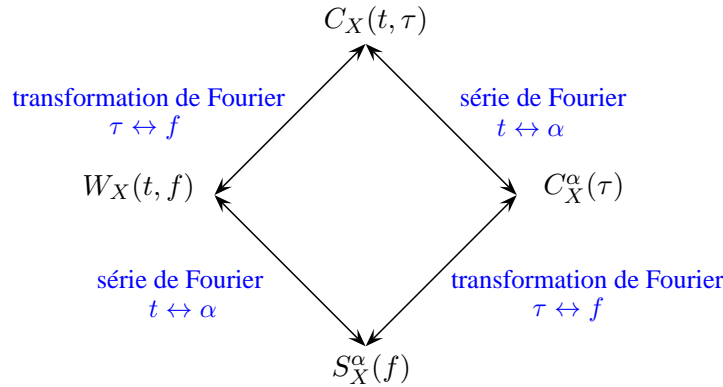 C_X(t, τ)
transformation de Fourier
τ ↔ f
série de Fourier
t ↔ α
W_X(t, f)
C_X^α(τ)
série de Fourier
t ↔ α
transformation de Fourier
τ ↔ f
S_X^α(f)